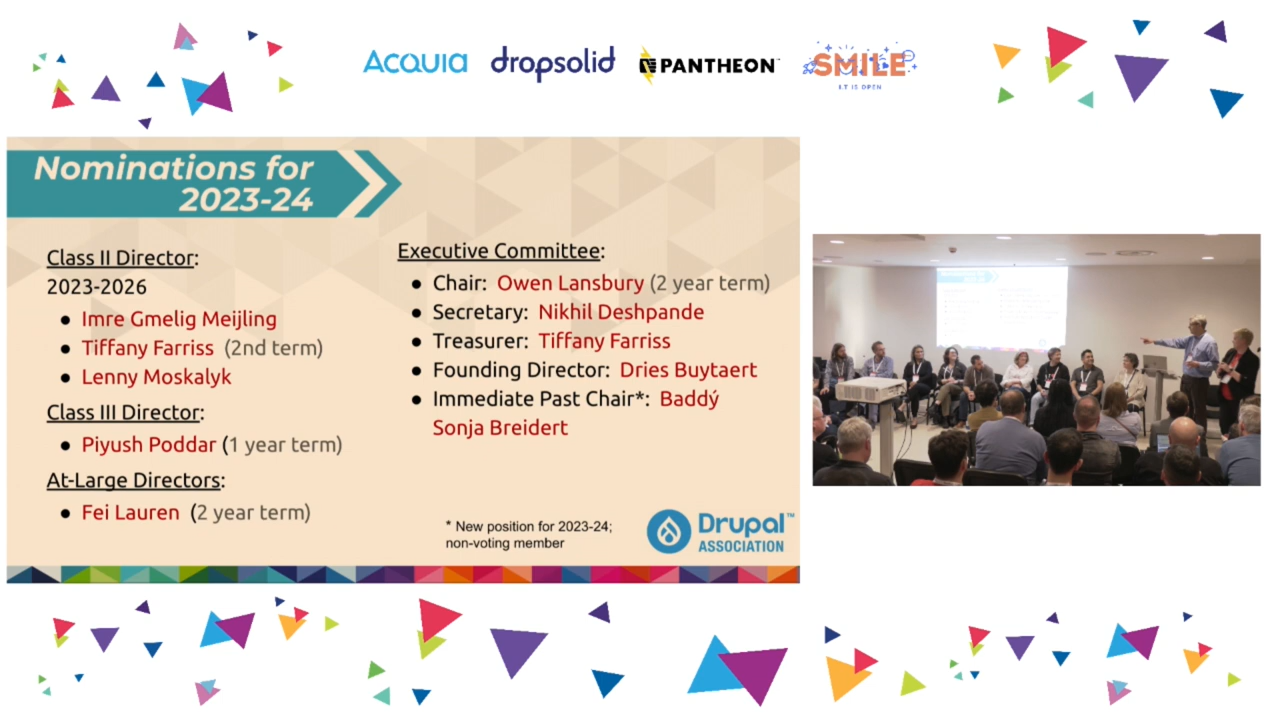 Acquia dropsolid PANTHEON SMILE
I.T IS OPEN
Nominations for
2023-24
Class II Director:
2023-2026
● Imre Gmelig Meijling
● Tiffany Farriss (2nd term)
● Lenny Moskalyk
Class III Director:
● Piyush Poddar (1 year term)
At-Large Directors:
● Fei Lauren (2 year term)
Executive Committee:
● Chair: Owen Lansbury (2 year term)
● Secretary: Nikhil Deshpande
● Treasurer: Tiffany Farriss
● Founding Director: Dries Buytaert
● Immediate Past Chair*: Baddý
Sonja Breidert
* New position for 2023-24;
non-voting member
Drupal™
ASSOCIATION